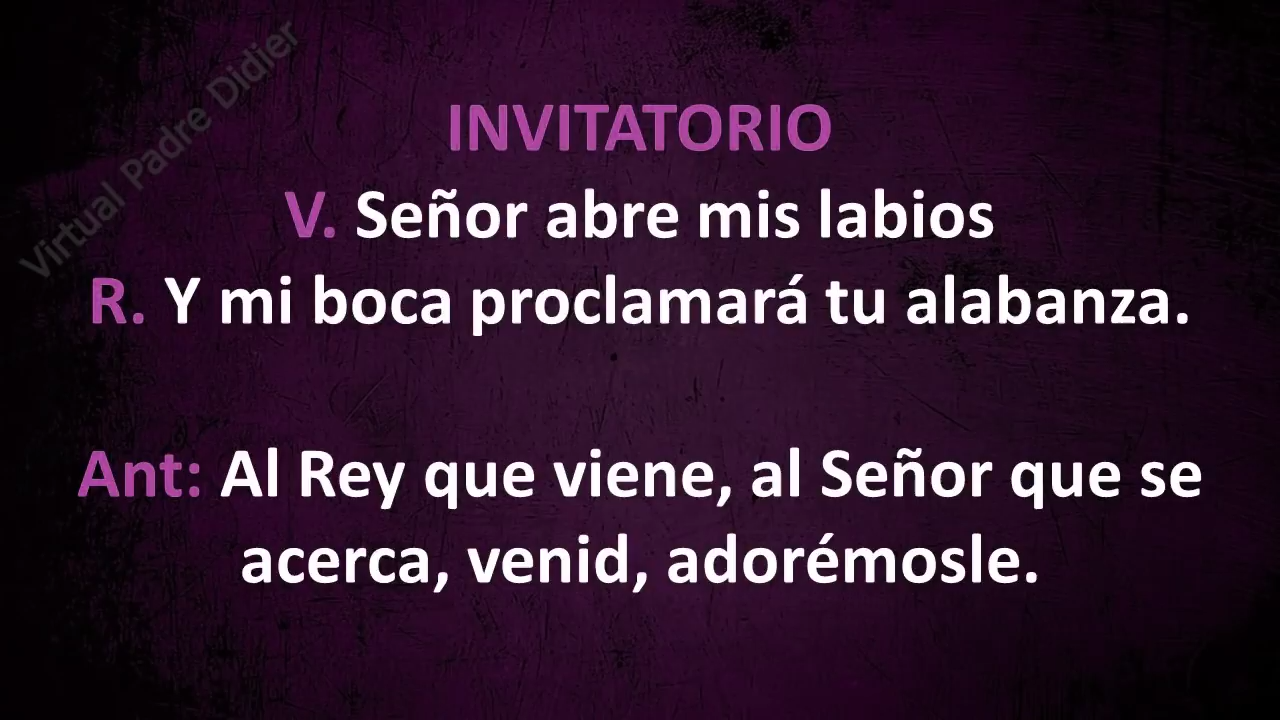 Virtual Padre Didier
INVITATORIO
V. Señor abre mis labios
R. Y mi boca proclamará tu alabanza.
Ant: Al Rey que viene, al Señor que se
acerca, venid, adorémosle.